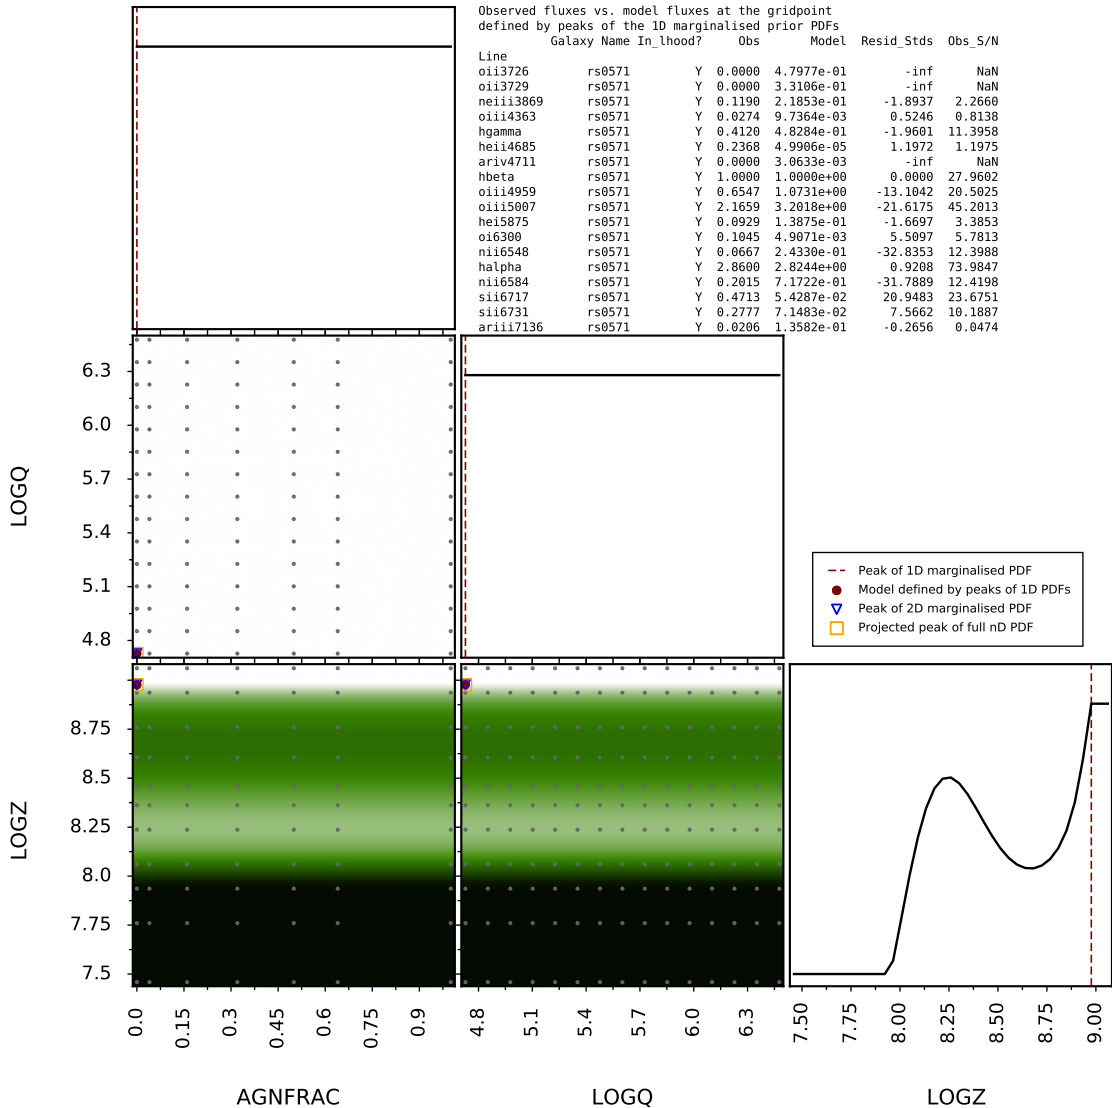 Observed fluxes vs. model fluxes at the gridpoint
defined by peaks of the 1D marginalised prior PDFs
Galaxy Name In_lhood? Obs Model Resid_Stds Obs_S/N
Line
oii3726 rs0571 Y 0.0000 4.7977e-01 -inf NaN
oii3729 rs0571 Y 0.0000 3.3106e-01 -inf NaN
neiii3869 rs0571 Y 0.1190 2.1853e-01 -1.8937 2.2660
oiii4363 rs0571 Y 0.0274 9.7364e-03 0.5246 0.8138
hgamma rs0571 Y 0.4120 4.8284e-01 -1.9601 11.3958
heii4685 rs0571 Y 0.2368 4.9906e-05 1.1972 1.1975
ariv4711 rs0571 Y 0.0000 3.0633e-03 -inf NaN
hbeta rs0571 Y 1.0000 1.0000e+00 0.0000 27.9602
oiii4959 rs0571 Y 0.6547 1.0731e+00 -13.1042 20.5025
oiii5007 rs0571 Y 2.1659 3.2018e+00 -21.6175 45.2013
hei5875 rs0571 Y 0.0929 1.3875e-01 -1.6697 3.3853
oi6300 rs0571 Y 0.1045 4.9071e-03 5.5097 5.7813
nii6548 rs0571 Y 0.0667 2.4330e-01 -32.8353 12.3988
halpha rs0571 Y 2.8600 2.8244e+00 0.9208 73.9847
nii6584 rs0571 Y 0.2015 7.1722e-01 -31.7889 12.4198
sii6717 rs0571 Y 0.4713 5.4287e-02 20.9483 23.6751
sii6731 rs0571 Y 0.2777 7.1483e-02 7.5662 10.1887
ariii7136 rs0571 Y 0.0206 1.3582e-01 -0.2656 0.0474
6.3
6.0
5.7
5.4
5.1
4.8
LOGQ
Peak of 1D marginalised PDF
Model defined by peaks of 1D PDFs
Peak of 2D marginalised PDF
Projected peak of full nD PDF
8.75
8.5
8.25
8.0
7.75
7.5
LOGZ
0.0 0.15 0.3 0.45 0.6 0.75 0.9
4.8 5.1 5.4 5.7 6.0 6.3
7.50 7.75 8.00 8.25 8.50 8.75 9.00
AGNFRAC LOGQ LOGZ